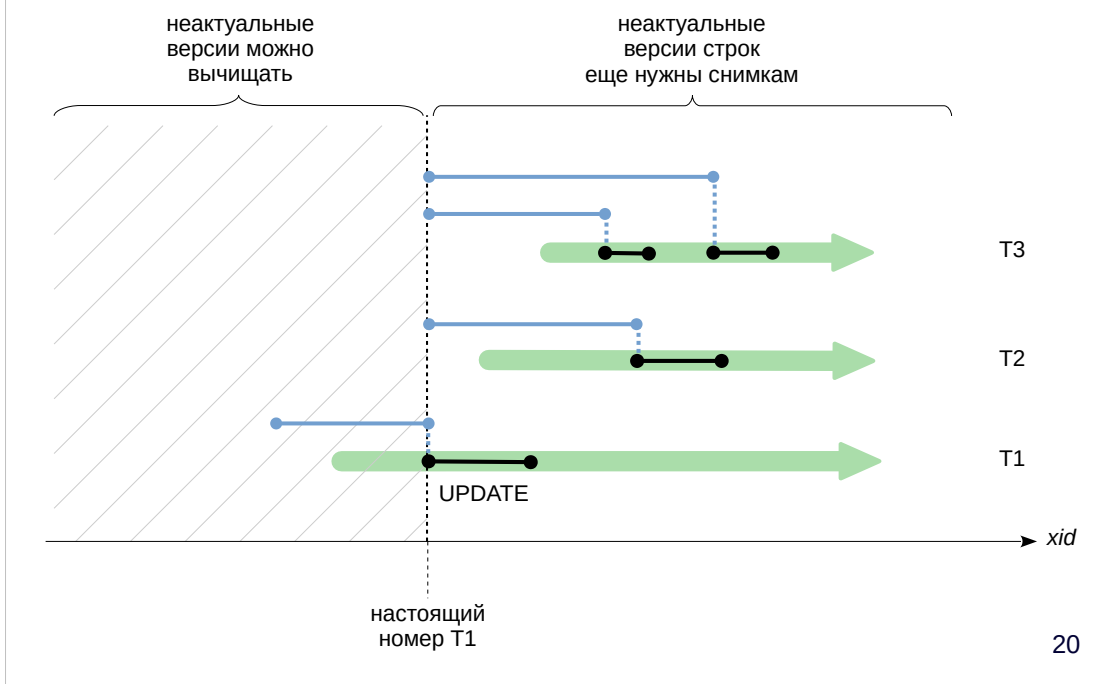 неактуальные
версии можно
вычищать
неактуальные
версии строк
еще нужны снимкам
T3
T2
T1
UPDATE
xid
настоящий
номер T1
20